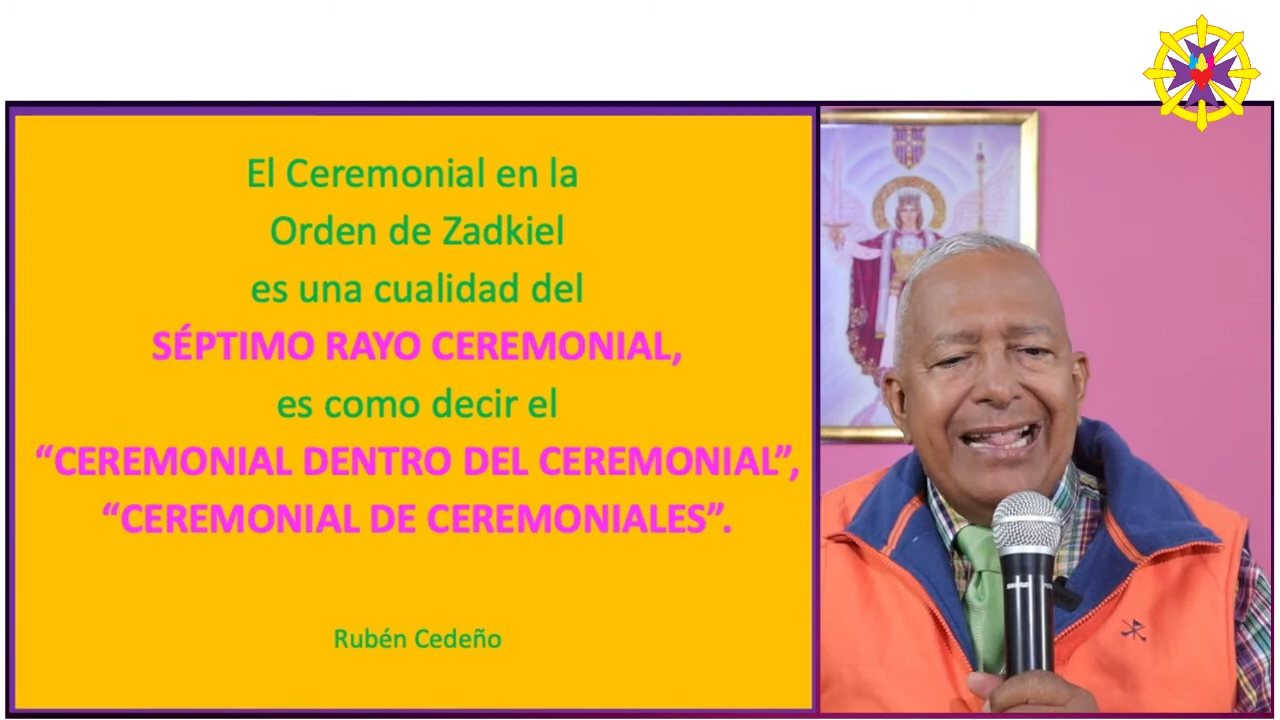 El Ceremonial en la
Orden de Zadkiel
es una cualidad del
SÉPTIMO RAYO CEREMONIAL,
es como decir el
“CEREMONIAL DENTRO DEL CEREMONIAL”,
“CEREMONIAL DE CEREMONIALES”.
Rubén Cedeño